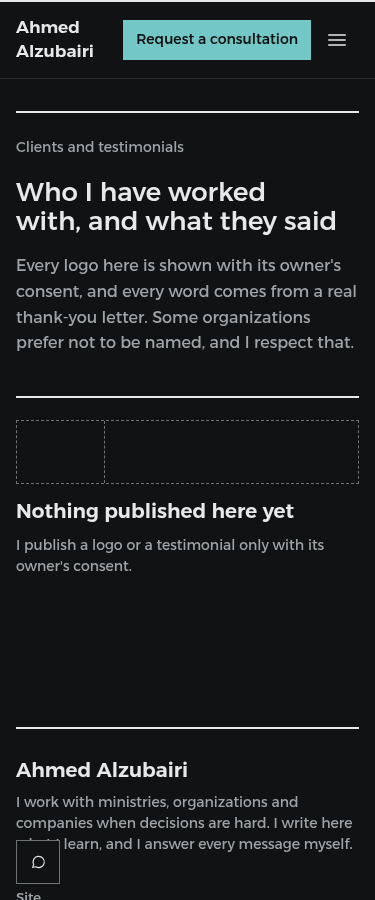 Ahmed
Alzubairi
Request a consultation
Clients and testimonials
Who I have worked
with, and what they said
Every logo here is shown with its owner's
consent, and every word comes from a real
thank-you letter. Some organizations
prefer not to be named, and I respect that.
Nothing published here yet
I publish a logo or a testimonial only with its
owner's consent.
Ahmed Alzubairi
I work with ministries, organizations and
companies when decisions are hard. I write here
learn, and I answer every message myself.
Site